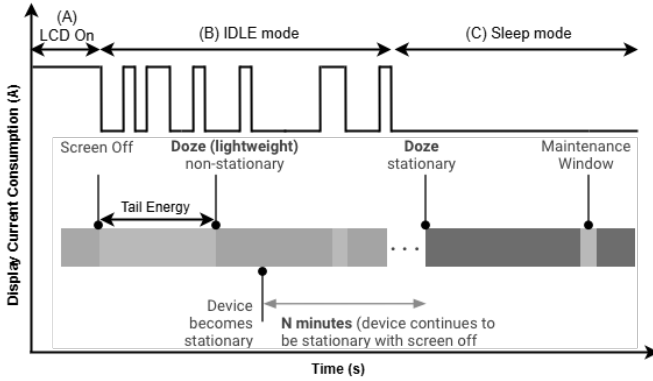 (A)
LCD On
(B) IDLE mode
(C) Sleep mode
Display Current Consumption (A)
Screen Off
Doze (lightweight)
non-stationary
Doze
stationary
Maintenance
Window
Tail Energy
. . .
Device
becomes
stationary
N minutes (device continues to
be stationary with screen off
Time (s)